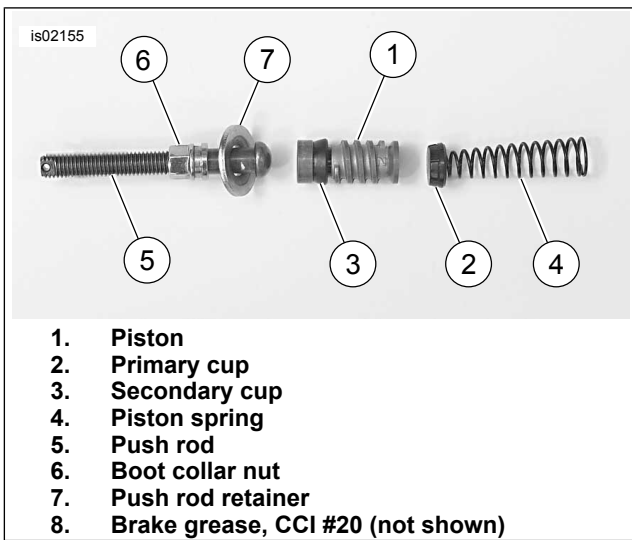 is02155
6
7
1
5
3
2
4
1. Piston
2. Primary cup
3. Secondary cup
4. Piston spring
5. Push rod
6. Boot collar nut
7. Push rod retainer
8. Brake grease, CCI #20 (not shown)